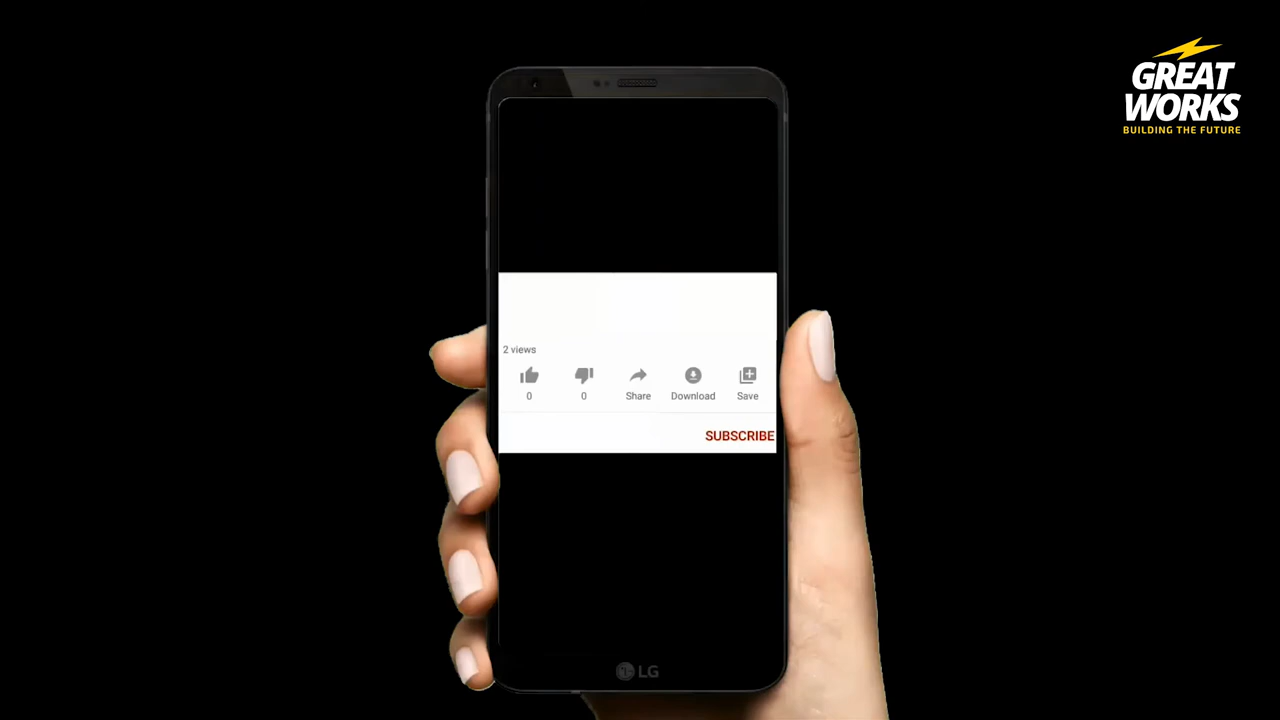 GREAT
WORKS
BUILDING THE FUTURE
2 views
0 0 Share Download Save
SUBSCRIBE
LG